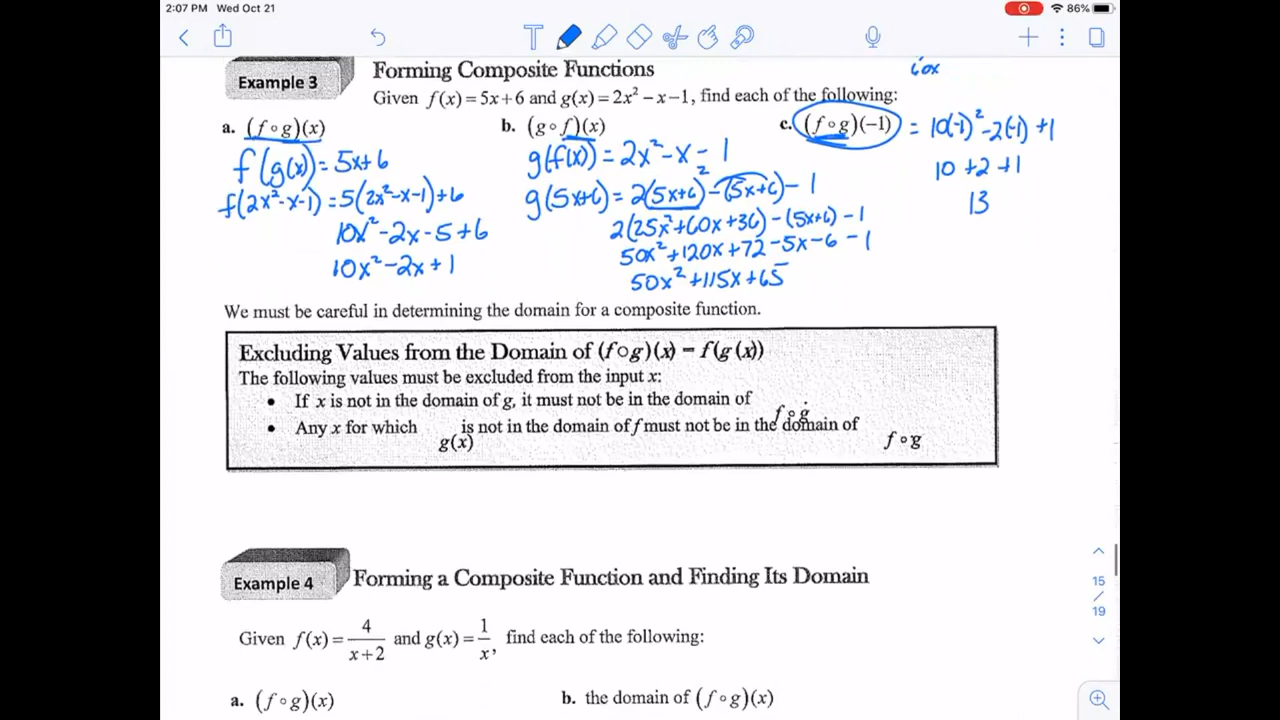 2:07 PM Wed Oct 21
86%
Example 3
Forming Composite Functions
6ox
Given f(x) = 5x + 6 and g(x) = 2x² − x − 1, find each of the following:
a. (f∘g)(x)
f(g(x)) = 5x + 6
f(2x²-x-1) = 5(2x²-x-1)+6
10x²-2x-5+6
10x²-2x+1
b. (g∘f)(x)
g(f(x)) = 2x²-x-1
g(5x+6) = 2(5x+6)²-(5x+6)-1
2(25x²+60x+36)-(5x+6)-1
50x²+120x+72-5x-6-1
50x²+115x+65
c. (f∘g)(−1) = 10(-1)²-2(-1)+1
10+2+1
13
We must be careful in determining the domain for a composite function.
Excluding Values from the Domain of (f∘g)(x) = f(g(x))
The following values must be excluded from the input x:
• If x is not in the domain of g, it must not be in the domain of f∘g.
• Any x for which g(x) is not in the domain of f must not be in the domain of f∘g
Example 4
Forming a Composite Function and Finding Its Domain
Given f(x) = 4/(x+2) and g(x) = 1/x, find each of the following:
a. (f∘g)(x)
b. the domain of (f∘g)(x)
15
/
19